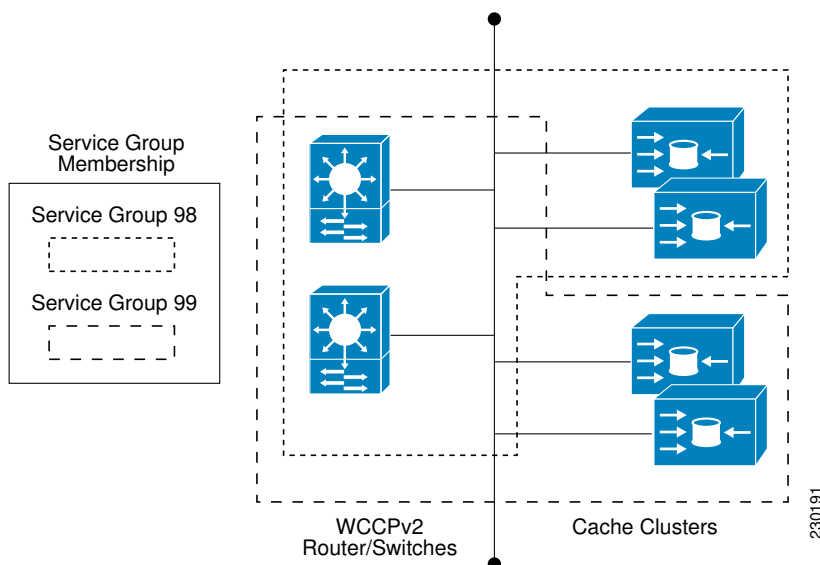 Service Group
Membership
Service Group 98
Service Group 99
WCCPv2
Router/Switches
Cache Clusters
230191